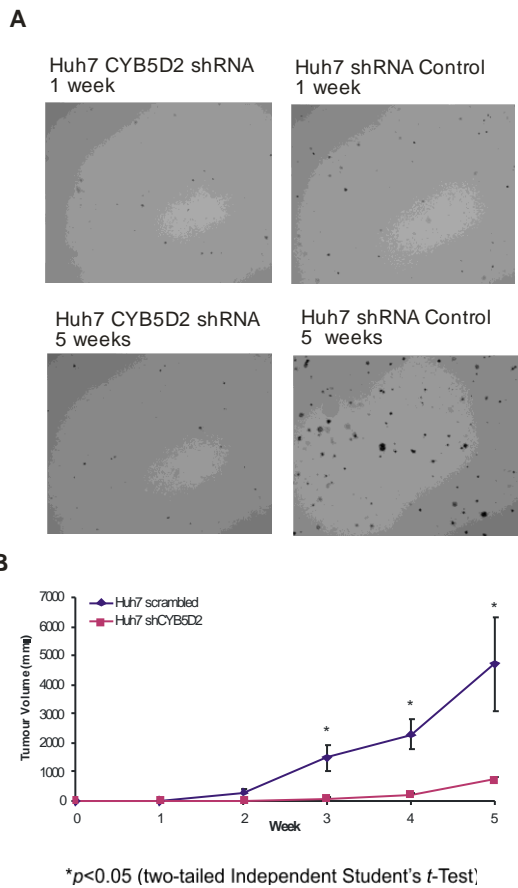 A
Huh7 CYB5D2 shRNA
1 week
Huh7 shRNA Control
1 week
Huh7 CYB5D2 shRNA
5 weeks
Huh7 shRNA Control
5 weeks
B
Tumour Volume (mm
7000
6000
5000
4000
3000
2000
1000
0
Huh7 scrambled
Huh7 shCYB5D2
*
*
*
0
1
2
3
4
5
Week
*p<0.05 (two-tailed Independent Student's t-Test)